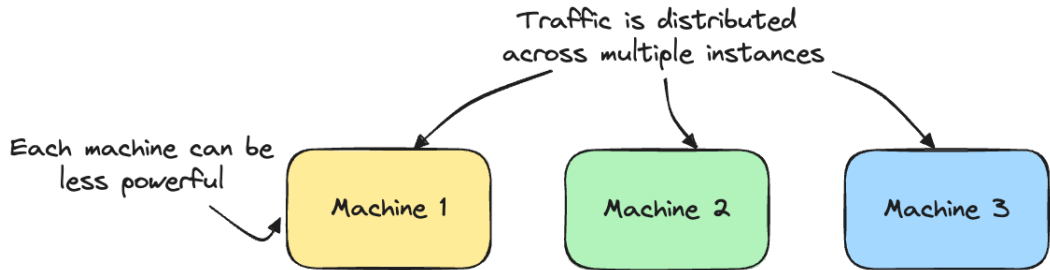 Traffic is distributed
across multiple instances
Each machine can be
less powerful
Machine 1
Machine 2
Machine 3